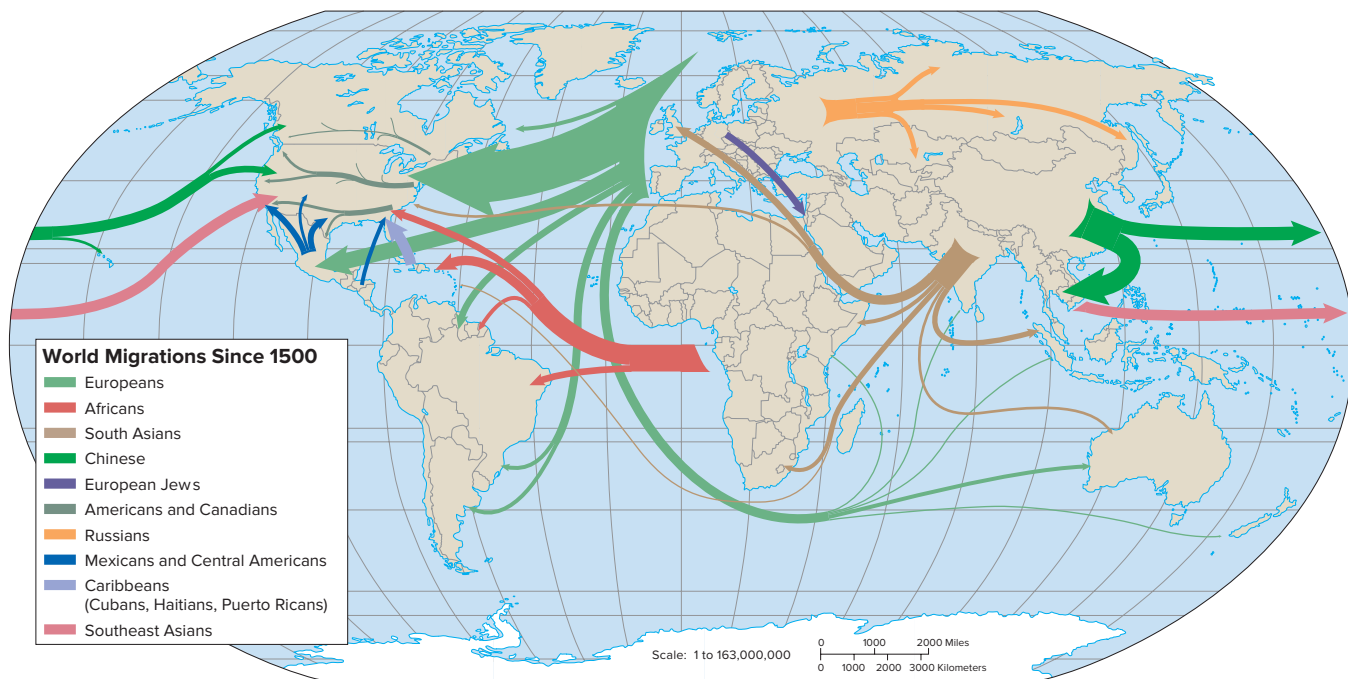 World Migrations Since 1500
Europeans
Africans
South Asians
Chinese
European Jews
Americans and Canadians
Russians
Mexicans and Central Americans
Caribbeans
(Cubans, Haitians, Puerto Ricans)
Southeast Asians
Scale: 1 to 163,000,000
0 1000 2000 Miles
0 1000 2000 3000 Kilometers